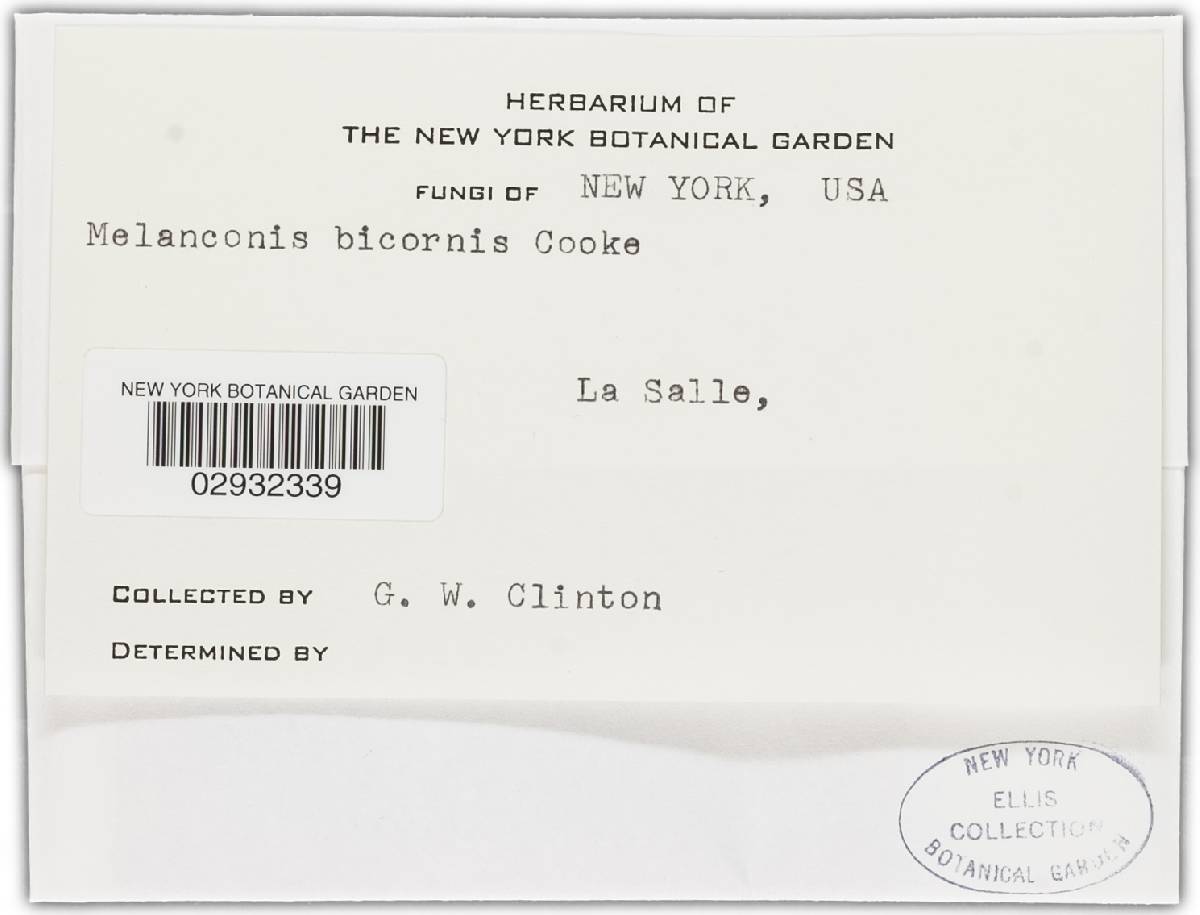 HERBARIUM OF
THE NEW YORK BOTANICAL GARDEN
FUNGI OF NEW YORK, USA
Melanconis bicornis Cooke
La Salle,
NEW YORK BOTANICAL GARDEN
02932339
COLLECTED BY G. W. Clinton
DETERMINED BY
NEW YORK
ELLIS
COLLECTION
BOTANICAL GARDEN